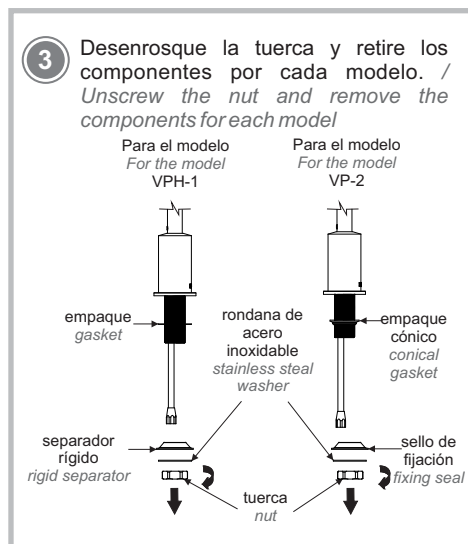 3
Desenrosque la tuerca y retire los
componentes por cada modelo. /
Unscrew the nut and remove the
components for each model
Para el modelo
For the model
VPH-1
Para el modelo
For the model
VP-2
empaque
gasket
rondana de
acero
inoxidable
stainless steal
washer
empaque
cónico
conical
gasket
separador
rígido
rigid separator
sello de
fijación
fixing seal
tuerca
nut